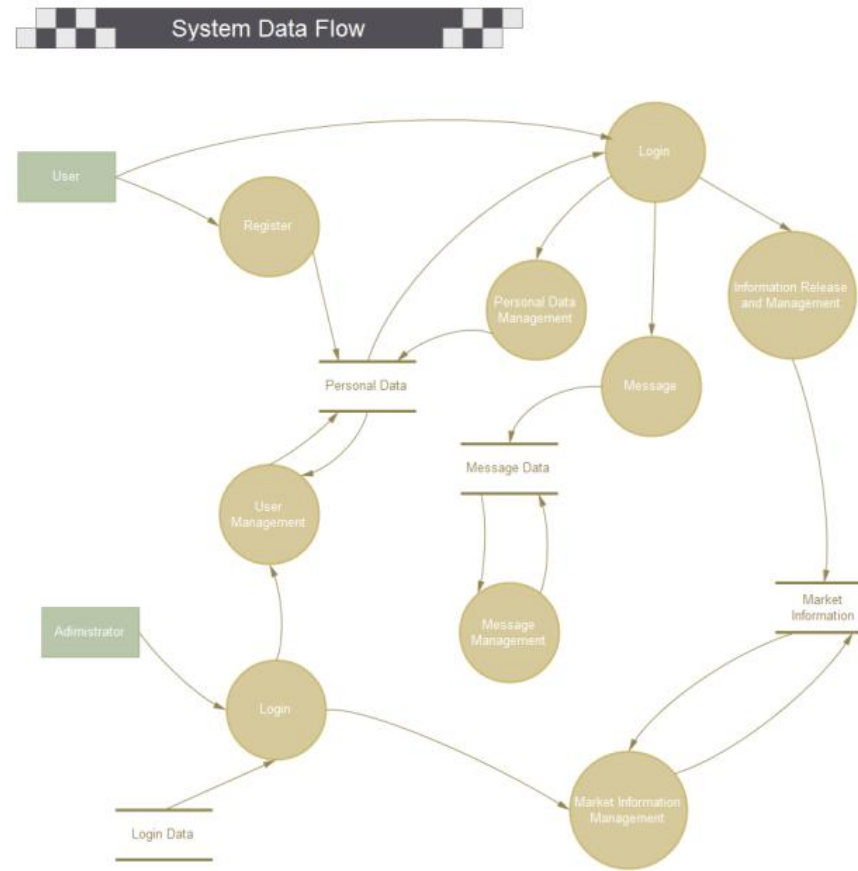 System Data Flow
Login
User
Register
Information Release
and Management
Personal Data
Management
Personal Data
Message
Message Data
User
Management
Market
Information
Adimistrator
Message
Management
Login
Market Information
Management
Login Data